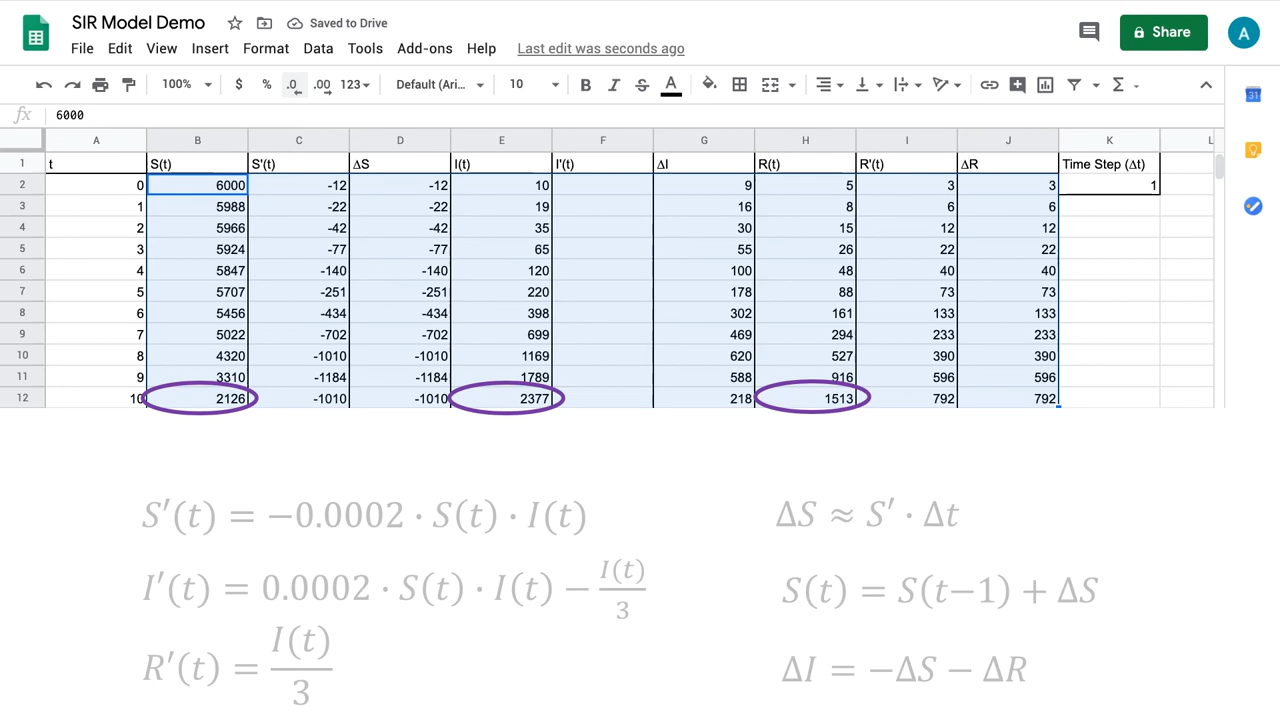 SIR Model Demo Saved to Drive
File Edit View Insert Format Data Tools Add-ons Help Last edit was seconds ago Share A
100% $ % .0 .00 123 Default (Ari... 10 B I S A Σ 31
fx 6000
A B C D E F G H I J K L
1 t S(t) S'(t) ΔS I(t) I'(t) ΔI R(t) R'(t) ΔR Time Step (Δt)
2 0 6000 -12 -12 10 9 5 3 3 1
3 1 5988 -22 -22 19 16 8 6 6
4 2 5966 -42 -42 35 30 15 12 12
5 3 5924 -77 -77 65 55 26 22 22
6 4 5847 -140 -140 120 100 48 40 40
7 5 5707 -251 -251 220 178 88 73 73
8 6 5456 -434 -434 398 302 161 133 133
9 7 5022 -702 -702 699 469 294 233 233
10 8 4320 -1010 -1010 1169 620 527 390 390
11 9 3310 -1184 -1184 1789 588 916 596 596
12 10 2126 -1010 -1010 2377 218 1513 792 792
S′(t) = −0.0002 · S(t) · I(t)
ΔS ≈ S′ · Δt
I′(t) = 0.0002 · S(t) · I(t) − I(t)/3
S(t) = S(t−1) + ΔS
R′(t) = I(t)/3
ΔI = −ΔS − ΔR